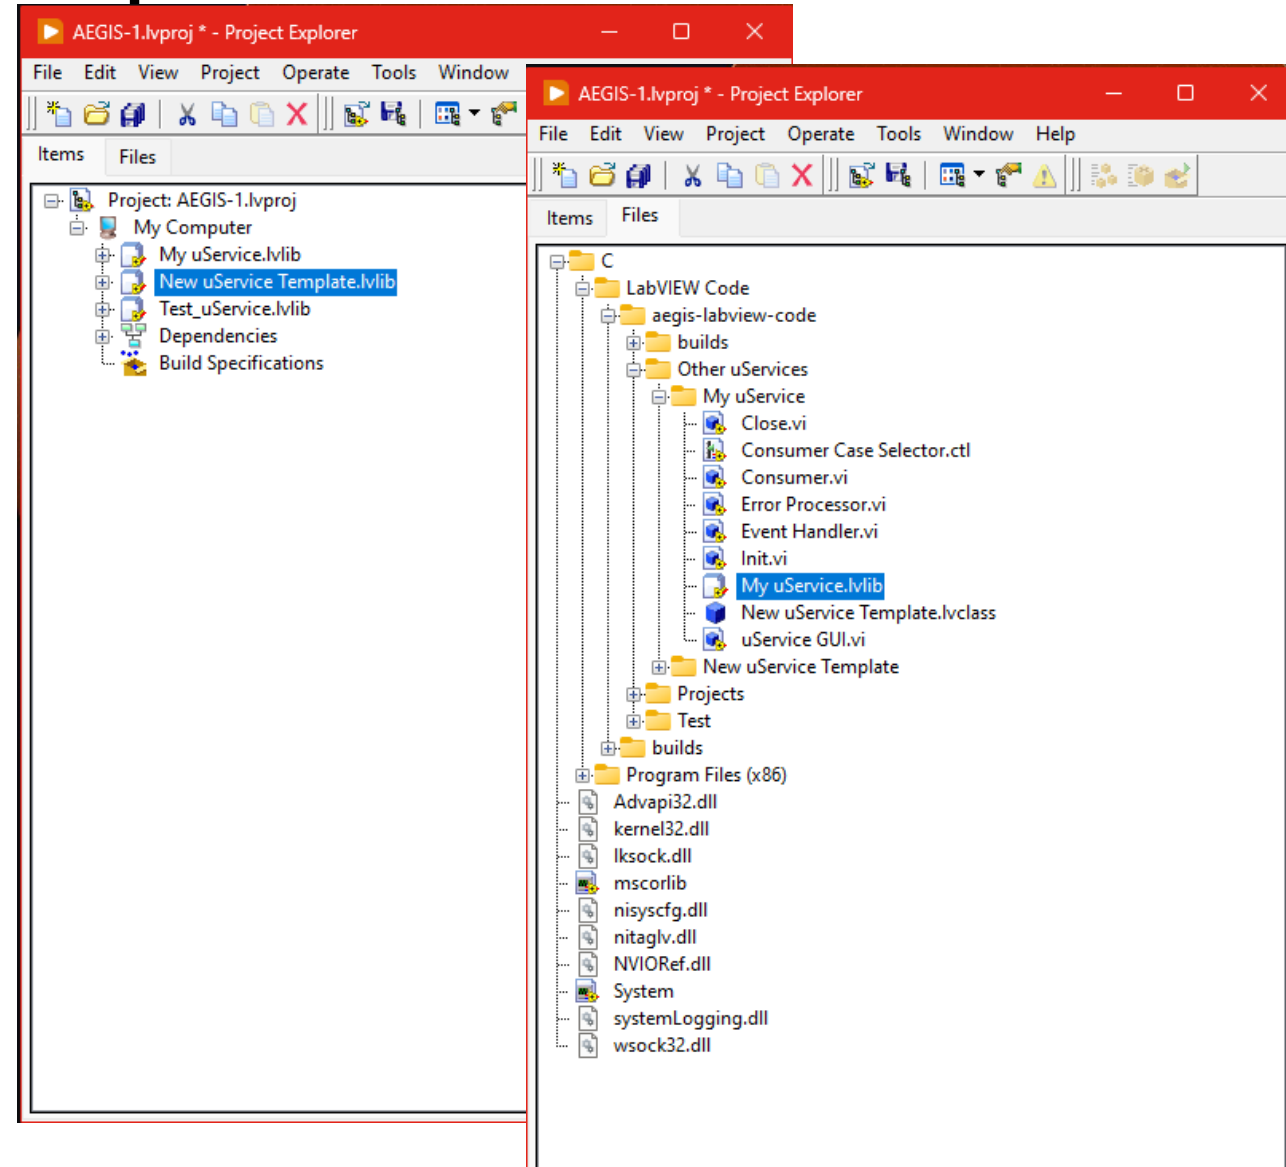 AEGIS-1.lvproj * - Project Explorer
File Edit View Project Operate Tools Window
Items Files
Project: AEGIS-1.lvproj
My Computer
My uService.lvlib
New uService Template.lvlib
Test_uService.lvlib
Dependencies
Build Specifications
AEGIS-1.lvproj * - Project Explorer
File Edit View Project Operate Tools Window Help
Items Files
C
LabVIEW Code
aegis-labview-code
builds
Other uServices
My uService
Close.vi
Consumer Case Selector.ctl
Consumer.vi
Error Processor.vi
Event Handler.vi
Init.vi
My uService.lvlib
New uService Template.lvclass
uService GUI.vi
New uService Template
Projects
Test
builds
Program Files (x86)
Advapi32.dll
kernel32.dll
lksock.dll
mscorlib
nisyscfg.dll
nitaglv.dll
NVIORef.dll
System
systemLogging.dll
wsock32.dll